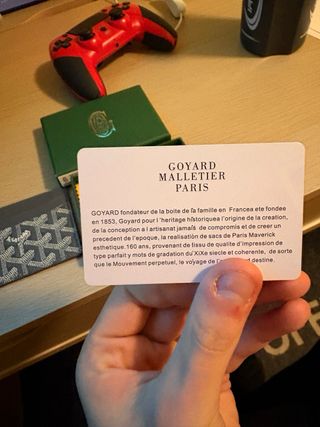 GOYARD
MALLETIER
PARIS
GOYARD fondateur de la boite de la famille en Francea ete fondee
en 1853, Goyard pour l 'heritage historiquea l'origine de la creation,
de la conception a l artisanat jamais de compromis et de creer un
precedent de l'epoque, la realisation de sacs de Paris Maverick
esthetique.160 ans, provenant de tissu de qualite d'impression de
type parfait y mots de gradation du XiXe siecle et coherente, de sorte
que le Mouvement perpetuel, le voyage de destine.